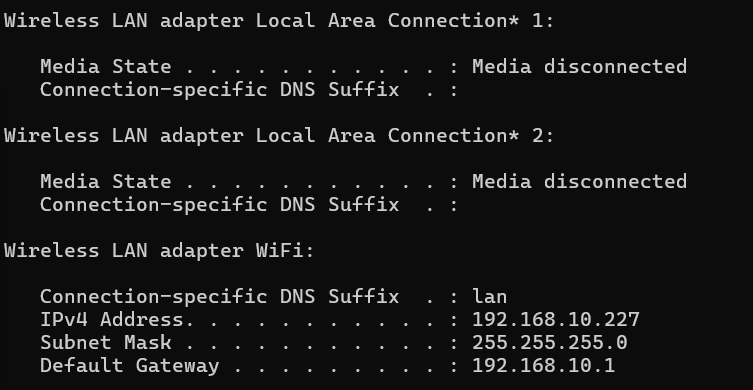 Wireless LAN adapter Local Area Connection* 1:
Media State . . . . . . . . . . . : Media disconnected
Connection-specific DNS Suffix  . :
Wireless LAN adapter Local Area Connection* 2:
Media State . . . . . . . . . . . : Media disconnected
Connection-specific DNS Suffix  . :
Wireless LAN adapter WiFi:
Connection-specific DNS Suffix  . : lan
IPv4 Address. . . . . . . . . . . : 192.168.10.227
Subnet Mask . . . . . . . . . . . : 255.255.255.0
Default Gateway . . . . . . . . . : 192.168.10.1